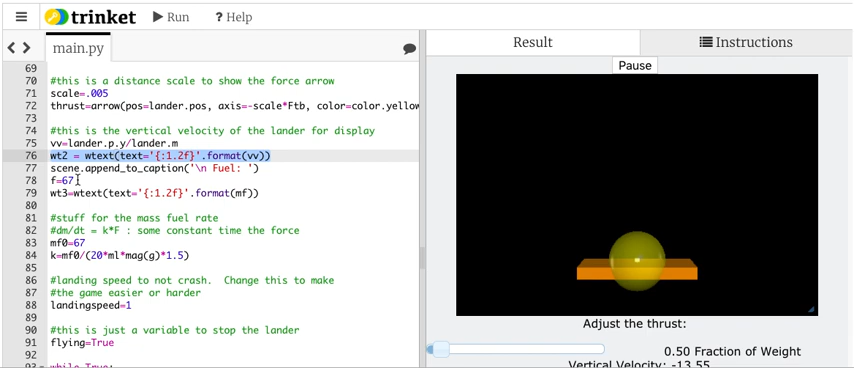 trinket Run ? Help
main.py
Result
Instructions
Pause
69
70 #this is a distance scale to show the force arrow
71 scale=.005
72 thrust=arrow(pos=lander.pos, axis=-scale*Ftb, color=color.yellow
73
74 #this is the vertical velocity of the lander for display
75 vv=lander.p.y/lander.m
76 wt2 = wtext(text='{:1.2f}'.format(vv))
77 scene.append_to_caption('\n Fuel: ')
78 f=67
79 wt3=wtext(text='{:1.2f}'.format(mf))
80
81 #stuff for the mass fuel rate
82 #dm/dt = k*F : some constant time the force
83 mf0=67
84 k=mf0/(20*ml*mag(g)*1.5)
85
86 #landing speed to not crash.  Change this to make
87 #the game easier or harder
88 landingspeed=1
89
90 #this is just a variable to stop the lander
91 flying=True
92
93 while True:
Adjust the thrust:
0.50 Fraction of Weight
Vertical Velocity: -13.55